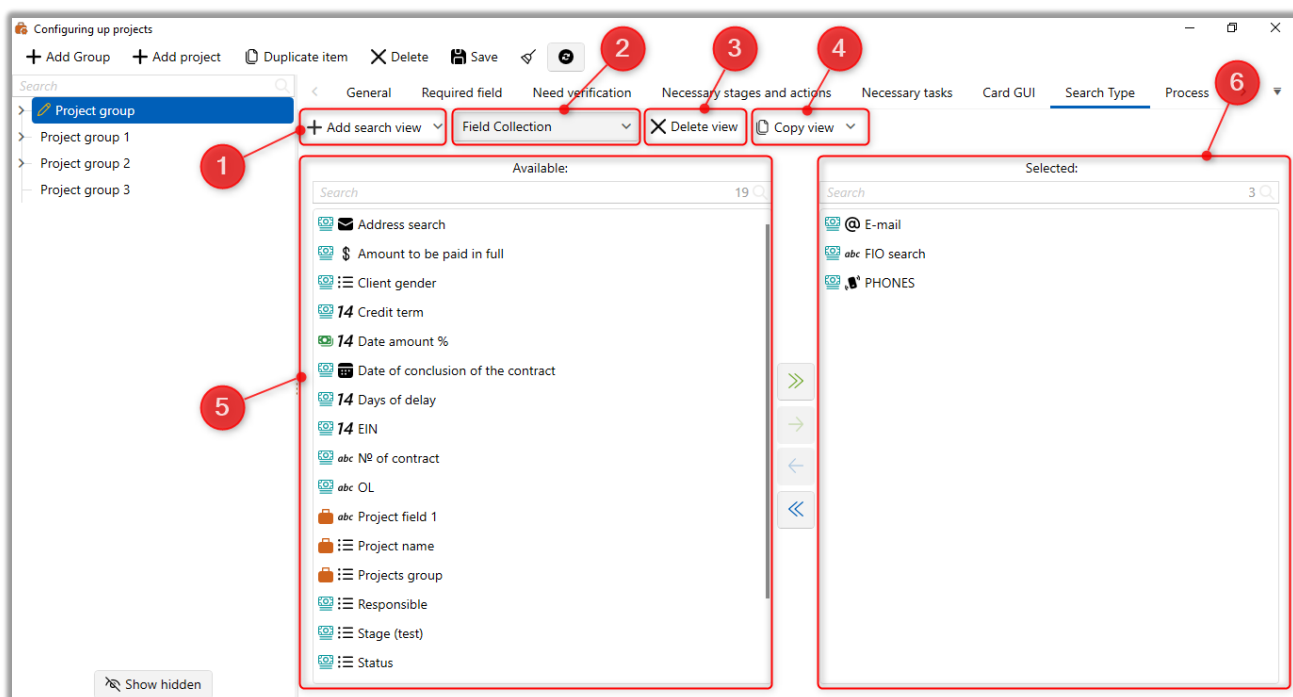 Configuring up projects
Add Group Add project Duplicate item Delete Save
2 3 4 6
Search
General Required field Need verification Necessary stages and actions Necessary tasks Card GUI Search Type Process
Project group
Project group 1
Project group 2
Project group 3
Add search view Field Collection Delete view Copy view
1
5
Available:
Search 19
Address search
$ Amount to be paid in full
Client gender
14 Credit term
14 Date amount %
Date of conclusion of the contract
14 Days of delay
14 EIN
abc № of contract
abc OL
abc Project field 1
Project name
Projects group
Responsible
Stage (test)
Status
Selected:
Search 3
@ E-mail
abc FIO search
PHONES
Show hidden